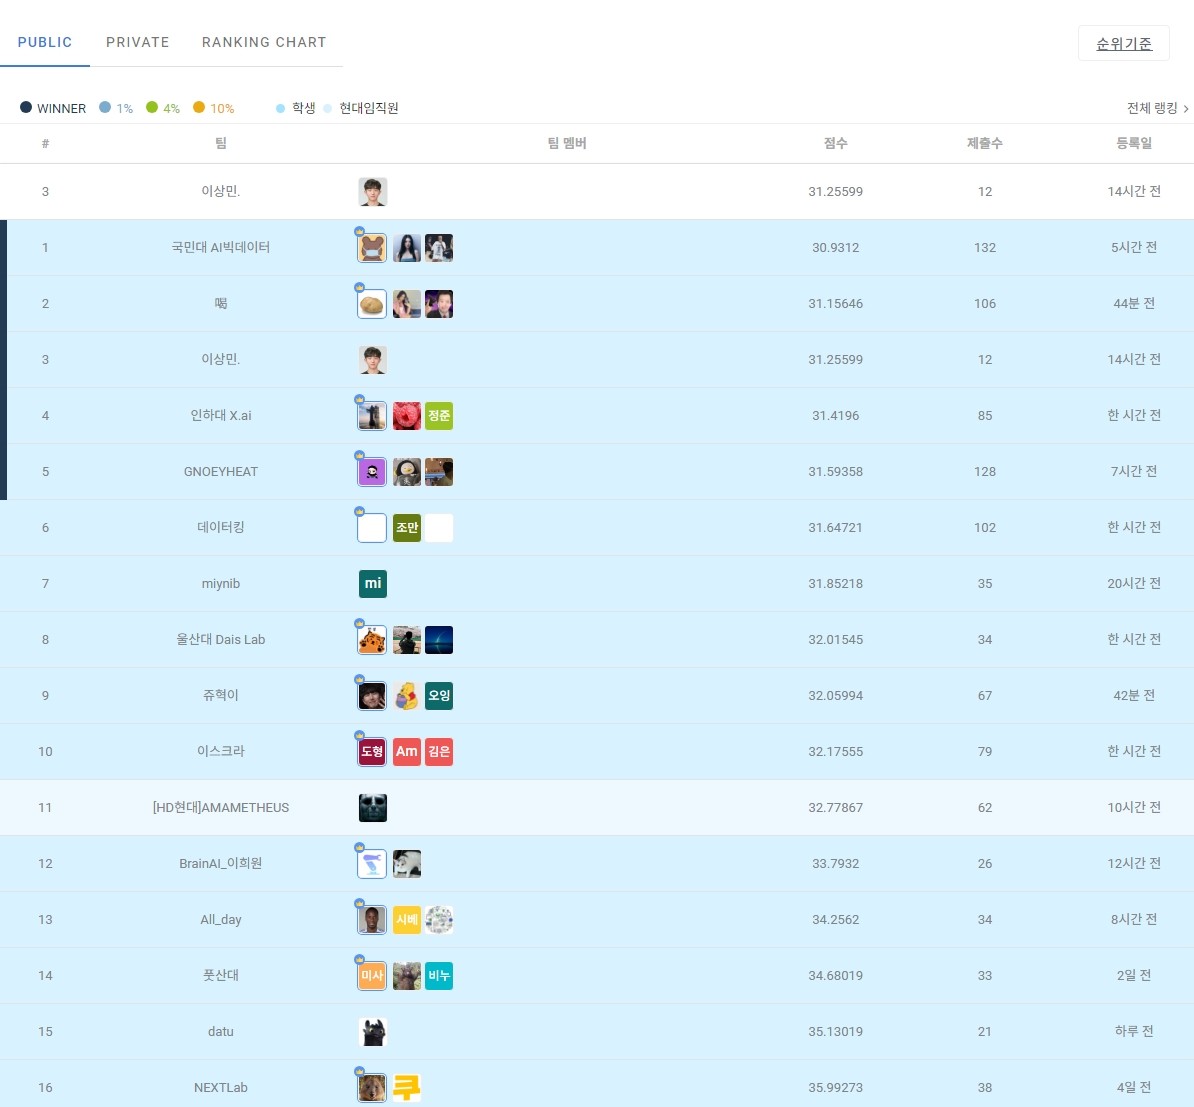 PUBLIC PRIVATE RANKING CHART 순위기준
WINNER 1% 4% 10% 학생 현대임직원 전체 랭킹
# 팀 팀 멤버 점수 제출수 등록일
3 이상민. 31.25599 12 14시간 전
1 국민대 AI빅데이터 30.9312 132 5시간 전
2 喝 31.15646 106 44분 전
3 이상민. 31.25599 12 14시간 전
4 인하대 X.ai 정준 31.4196 85 한 시간 전
5 GNOEYHEAT 31.59358 128 7시간 전
6 데이터킹 조만 31.64721 102 한 시간 전
7 miynib mi 31.85218 35 20시간 전
8 울산대 Dais Lab 32.01545 34 한 시간 전
9 쥬혁이 오잉 32.05994 67 42분 전
10 이스크라 도형 Am 김은 32.17555 79 한 시간 전
11 [HD현대]AMAMETHEUS 32.77867 62 10시간 전
12 BrainAI_이희원 33.7932 26 12시간 전
13 All_day 시베 34.2562 34 8시간 전
14 풋산대 미사 비누 34.68019 33 2일 전
15 datu 35.13019 21 하루 전
16 NEXTLab 쿠 35.99273 38 4일 전